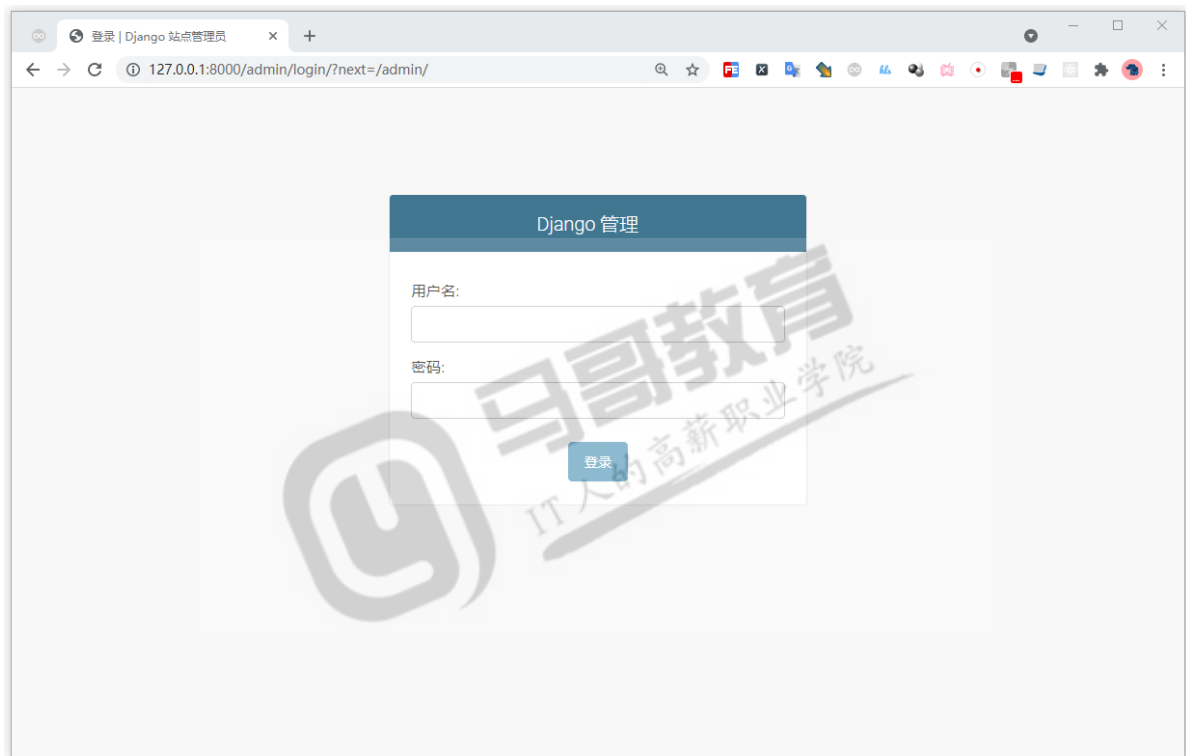 登录 | Django 站点管理员
127.0.0.1:8000/admin/login/?next=/admin/
Django 管理
用户名:
密码:
登录
马哥教育
IT人的高薪职业学院